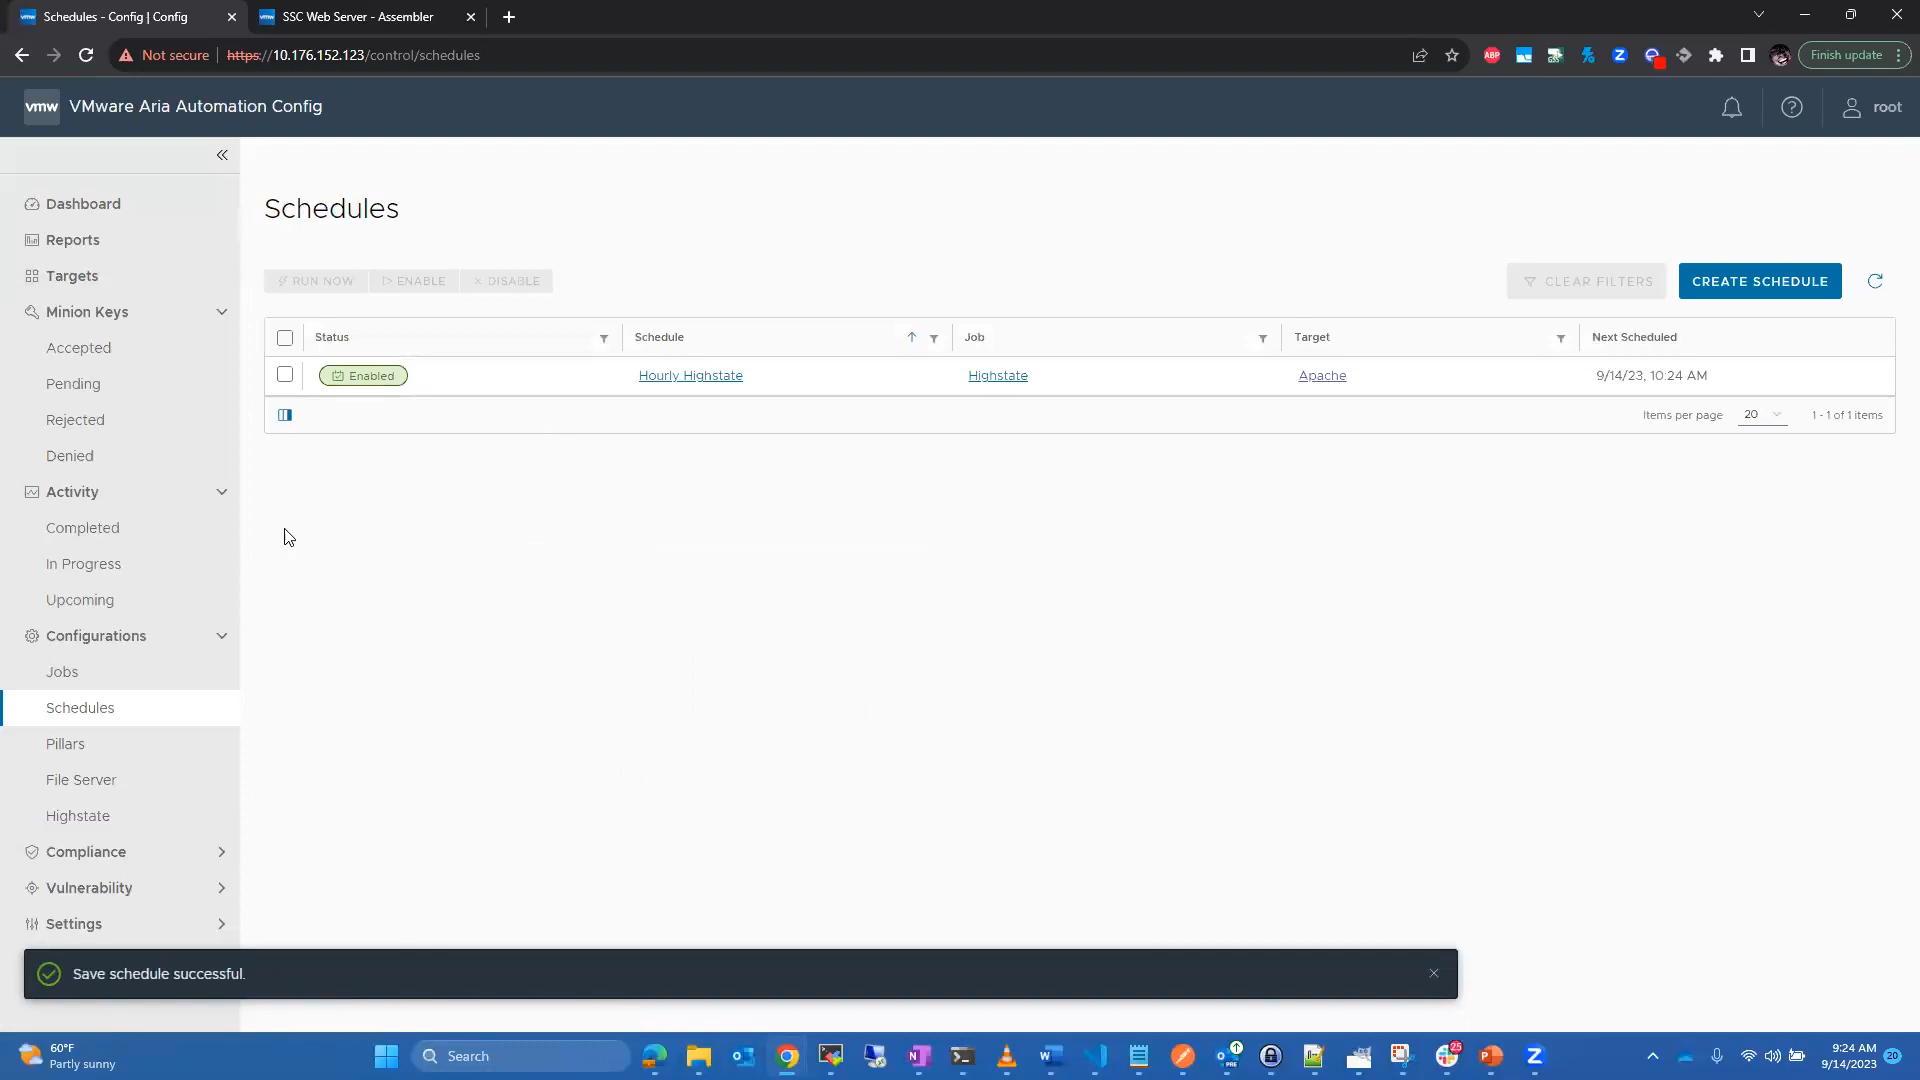 Schedules - Config | Config
SSC Web Server - Assembler
Not secure
https://10.176.152.123/control/schedules
ABP
Finish update
vmw VMware Aria Automation Config
root
Dashboard
Reports
Targets
Minion Keys
Accepted
Pending
Rejected
Denied
Activity
Completed
In Progress
Upcoming
Configurations
Jobs
Schedules
Pillars
File Server
Highstate
Compliance
Vulnerability
Settings
Schedules
RUN NOW ENABLE DISABLE
CLEAR FILTERS CREATE SCHEDULE
Status Schedule Job Target Next Scheduled
Enabled Hourly Highstate Highstate Apache 9/14/23, 10:24 AM
Items per page 20 1 - 1 of 1 items
Save schedule successful.
60°F
Partly sunny
Search
25
9:24 AM
9/14/2023
20